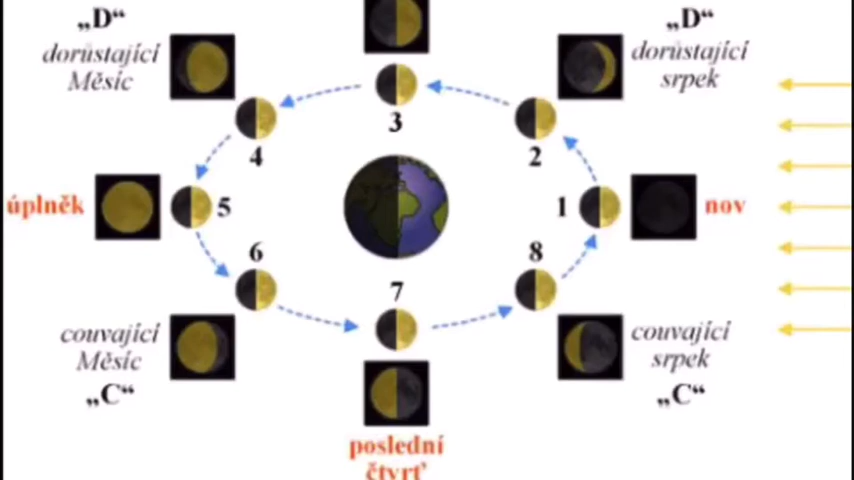 „D“
dorůstající
Měsíc
„D“
dorůstající
srpek
3
4
2
úplněk
5
1
nov
6
8
7
couvající
Měsíc
„C“
couvající
srpek
„C“
poslední
čtvrť